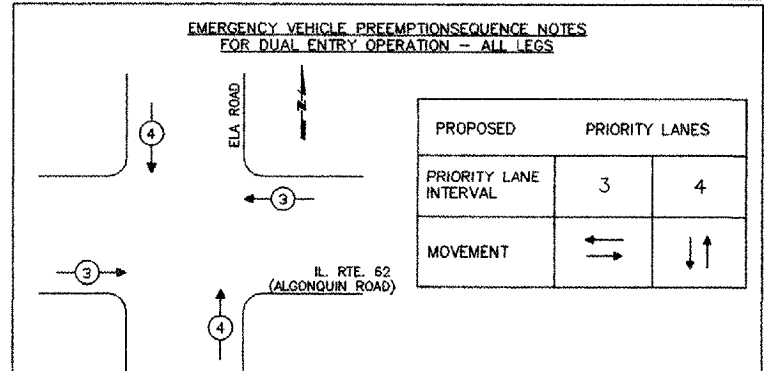 EMERGENCY VEHICLE PREEMPTIONSEQUENCE NOTES
FOR DUAL ENTRY OPERATION - ALL LEGS
ELA ROAD
N
4
3
3
IL. RTE. 62
(ALGONQUIN ROAD)
4
PROPOSED PRIORITY LANES
PRIORITY LANE
INTERVAL
3 4
MOVEMENT